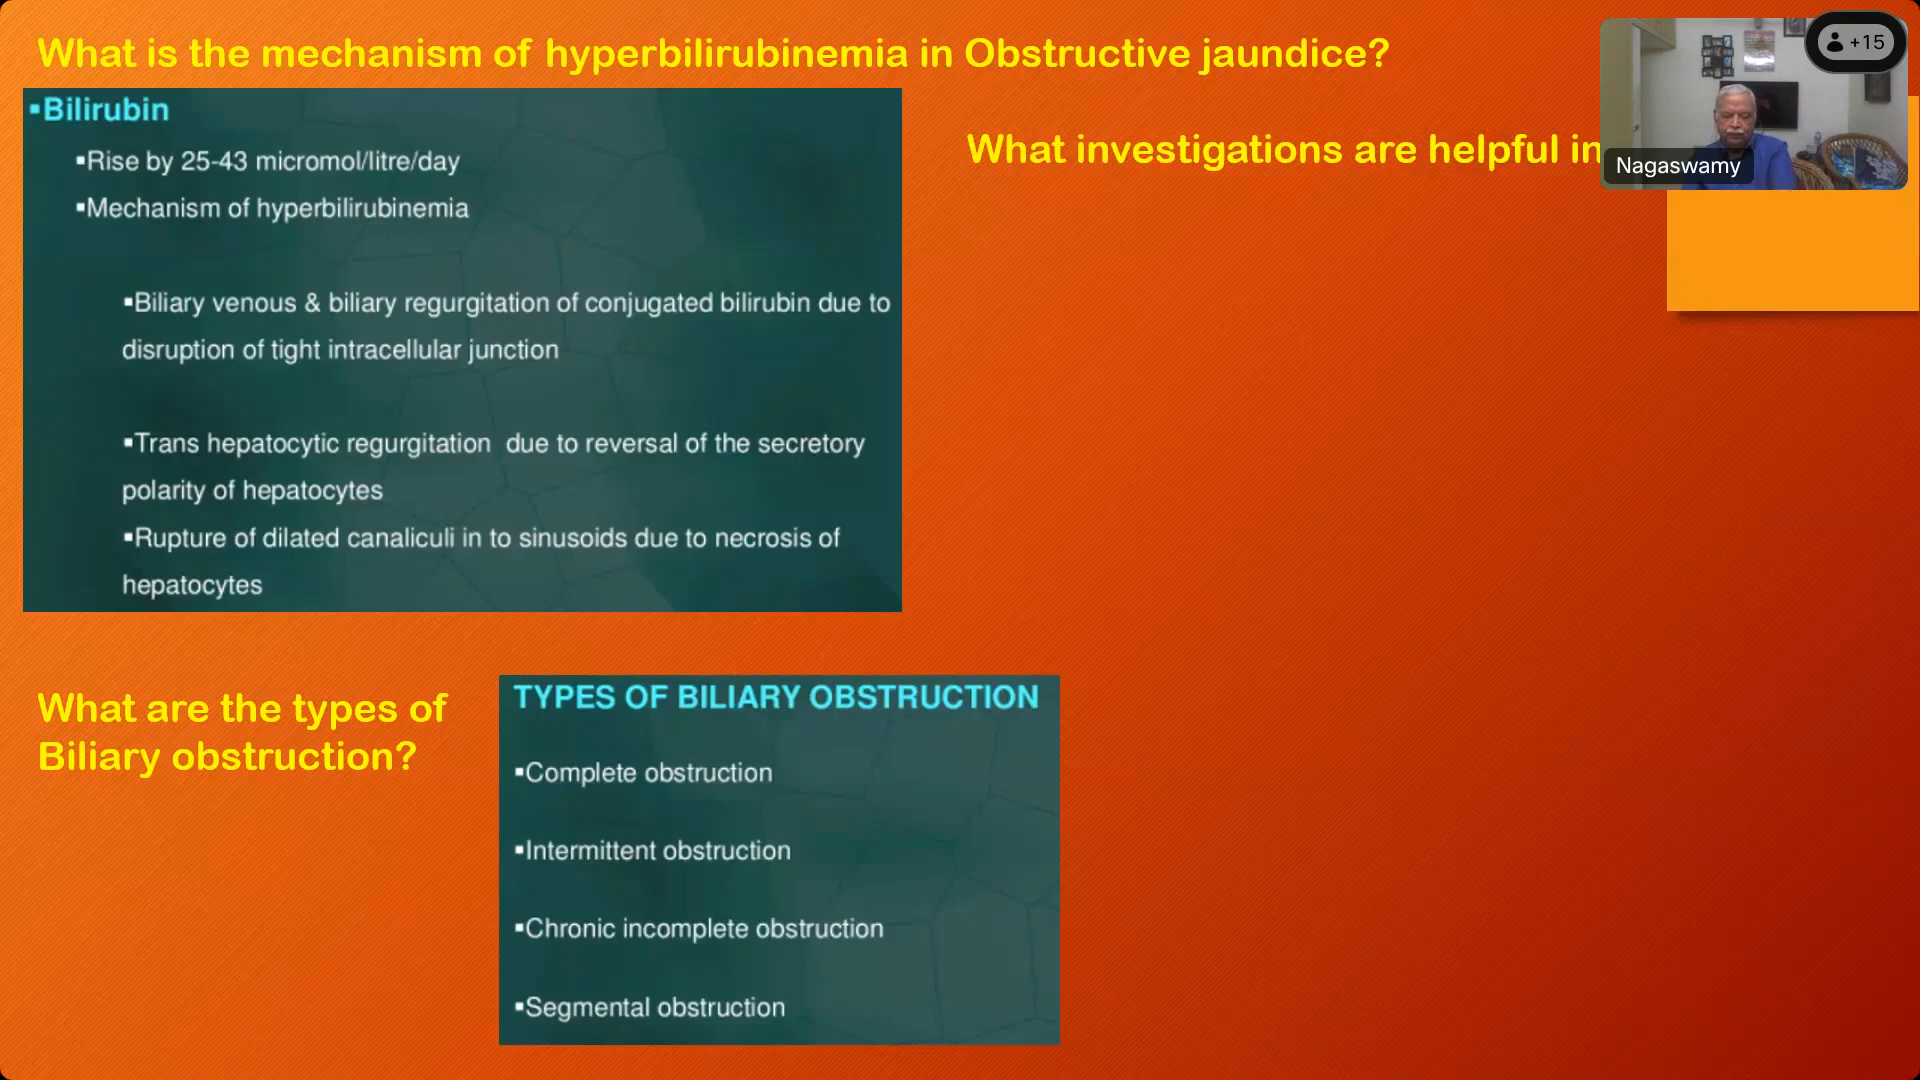 What is the mechanism of hyperbilirubinemia in Obstructive jaundice?
▪Bilirubin
▪Rise by 25-43 micromol/litre/day
▪Mechanism of hyperbilirubinemia
▪Biliary venous & biliary regurgitation of conjugated bilirubin due to
disruption of tight intracellular junction
▪Trans hepatocytic regurgitation due to reversal of the secretory
polarity of hepatocytes
▪Rupture of dilated canaliculi in to sinusoids due to necrosis of
hepatocytes
What investigations are helpful in
+15
Nagaswamy
What are the types of
Biliary obstruction?
TYPES OF BILIARY OBSTRUCTION
▪Complete obstruction
▪Intermittent obstruction
▪Chronic incomplete obstruction
▪Segmental obstruction